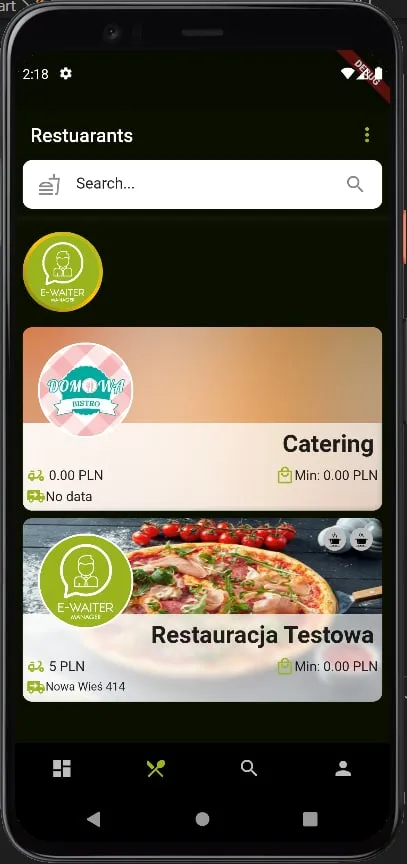 art
2:18
DEBUG
Restuarants
Search...
E-WAITER
MANAGER
DOMOWA
BISTRO
Catering
0.00 PLN
Min: 0.00 PLN
No data
E-WAITER
MANAGER
Restauracja Testowa
5 PLN
Min: 0.00 PLN
Nowa Wieś 414